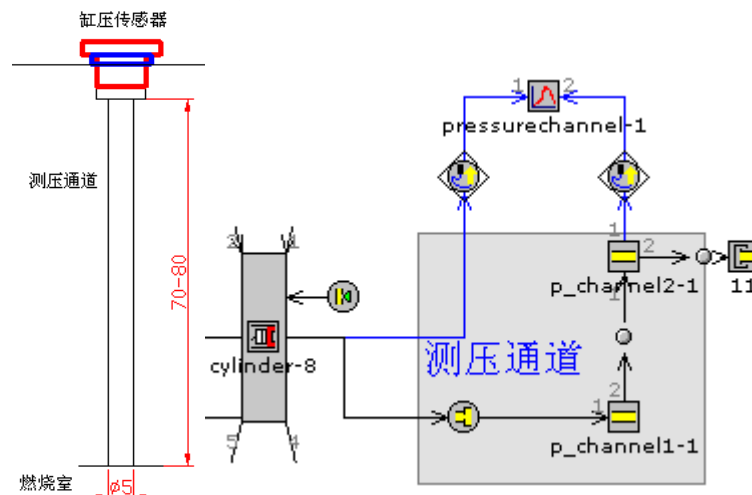 缸压传感器
测压通道
70-80
燃烧室
ø5
1
2
pressurechannel-1
cylinder-8
5
4
测压通道
1
2
p_channel2-1
1
11
2
1
p_channel1-1